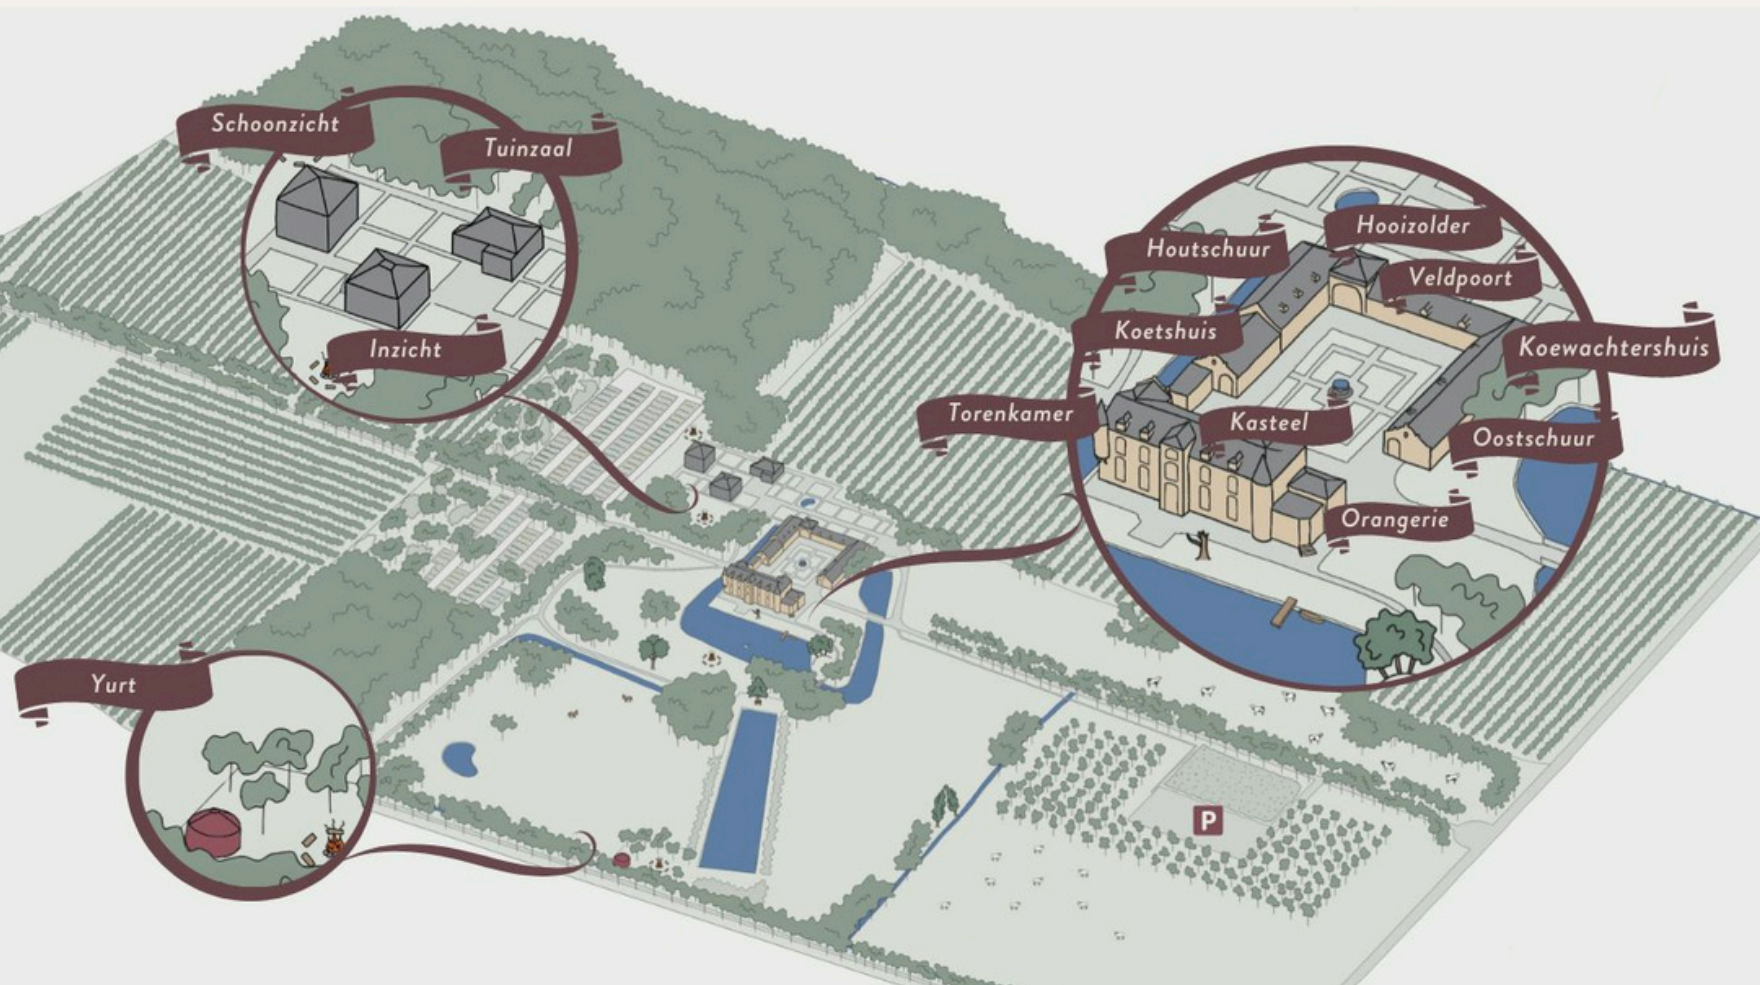 Schoonzicht
Tuinzaal
Inzicht
Hooizolder
Houtschuur
Veldpoort
Koetshuis
Koewachtershuis
Torenkamer
Kasteel
Oostschuur
Orangerie
Yurt
P